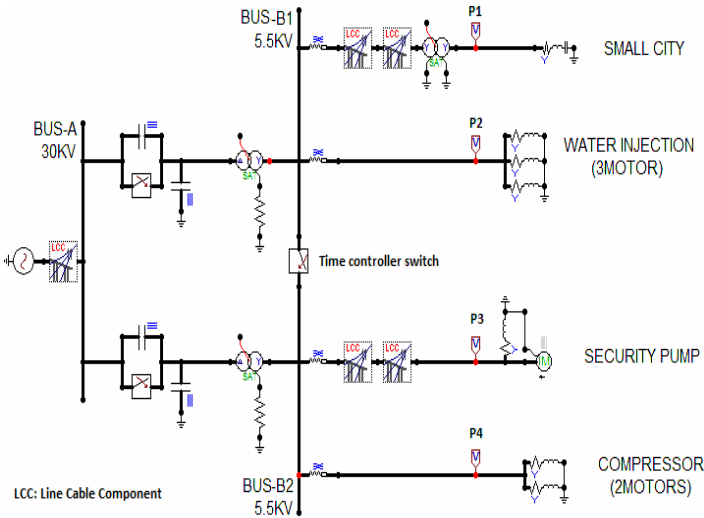 BUS-B1
5.5KV
LCC
LCC
Y
Y
SAT
P1
V
Y
SMALL CITY
BUS-A
30KV
Y
SAT
P2
V
Y
Y
Y
WATER INJECTION
(3MOTOR)
LCC
Time controller switch
Y
SAT
LCC
LCC
P3
V
Y
IM
SECURITY PUMP
P4
V
Y
Y
COMPRESSOR
(2MOTORS)
LCC: Line Cable Component
BUS-B2
5.5KV